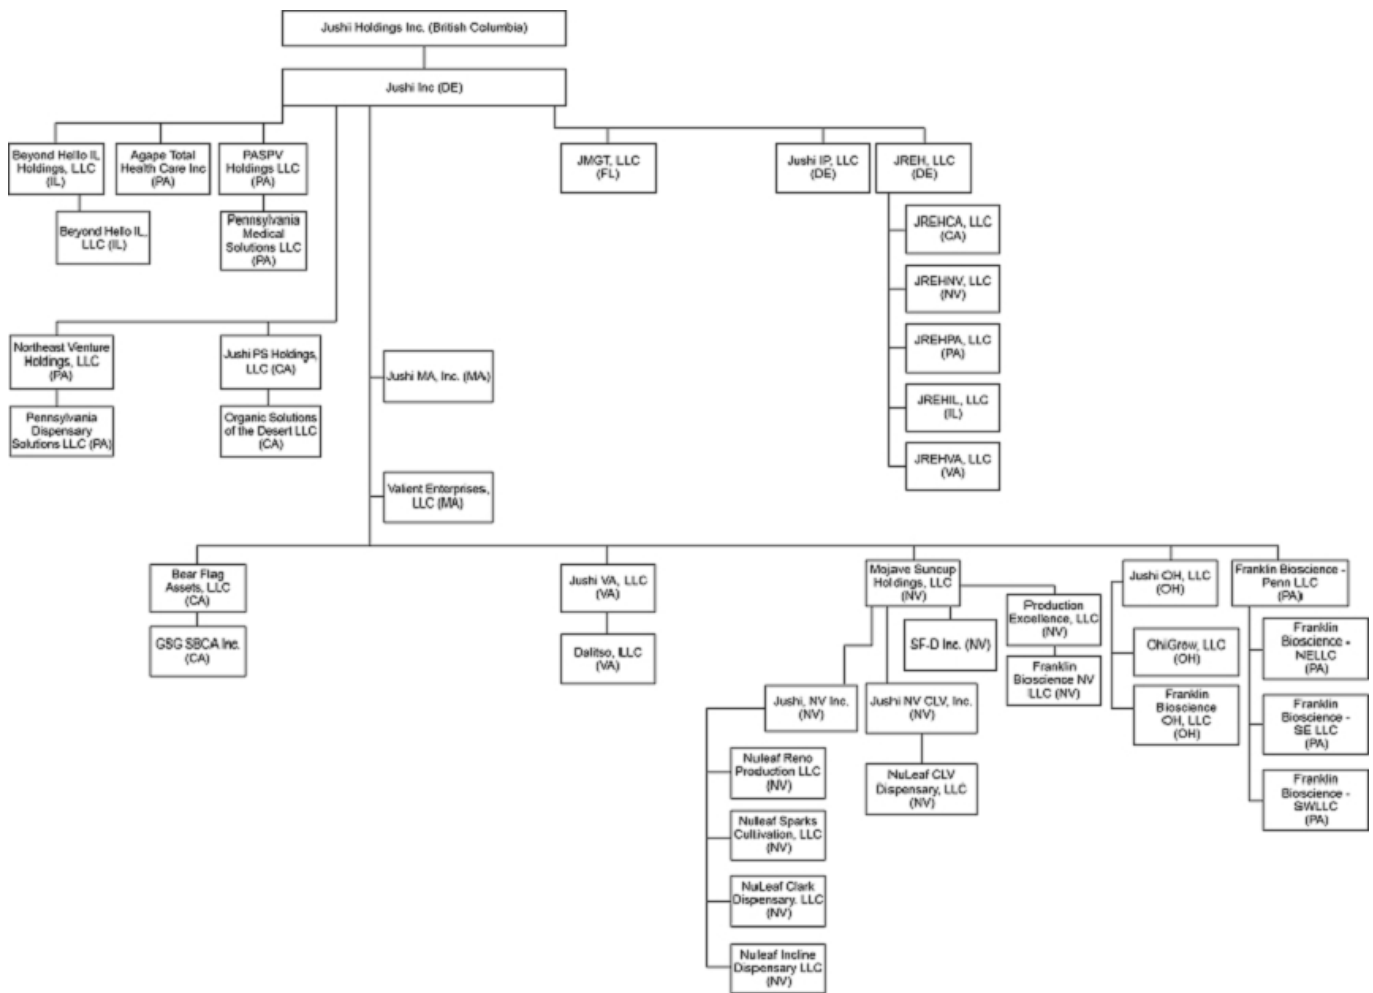 Jushi Holdings Inc. (British Columbia)
Jushi Inc (DE)
Beyond Hello IL
Holdings, LLC
(IL)
Agape Total
Health Care Inc
(PA)
PASPV
Holdings LLC
(PA)
JMGT, LLC
(FL)
Jushi IP, LLC
(DE)
JREH, LLC
(DE)
Beyond Hello IL,
LLC (IL)
Pennsylvania
Medical
Solutions LLC
(PA)
JREHCA, LLC
(CA)
JREHNV, LLC
(NV)
JREHPA, LLC
(PA)
JREHIL, LLC
(IL)
JREHVA, LLC
(VA)
Northeast Venture
Holdings, LLC
(PA)
Jushi PS Holdings,
LLC (CA)
Pennsylvania
Dispensary
Solutions LLC (PA)
Organic Solutions
of the Desert LLC
(CA)
Jushi MA, Inc. (MA)
Valient Enterprises,
LLC (MA)
Bear Flag
Assets, LLC
(CA)
GSG SBCA Inc.
(CA)
Jushi VA, LLC
(VA)
Dalitso, LLC
(VA)
Mojave Suncup
Holdings, LLC
(NV)
SF-D Inc. (NV)
Production
Excellence, LLC
(NV)
Franklin
Bioscience NV
LLC (NV)
Jushi, NV Inc.
(NV)
Jushi NV CLV, Inc.
(NV)
Nuleaf Reno
Production LLC
(NV)
Nuleaf Sparks
Cultivation, LLC
(NV)
NuLeaf Clark
Dispensary. LLC
(NV)
Nuleaf Incline
Dispensary LLC
(NV)
NuLeaf CLV
Dispensary, LLC
(NV)
Jushi OH, LLC
(OH)
OhiGrow, LLC
(OH)
Franklin
Bioscience
OH, LLC
(OH)
Franklin Bioscience -
Penn LLC
(PA)
Franklin
Bioscience -
NELLC
(PA)
Franklin
Bioscience -
SE LLC
(PA)
Franklin
Bioscience -
SWLLC
(PA)